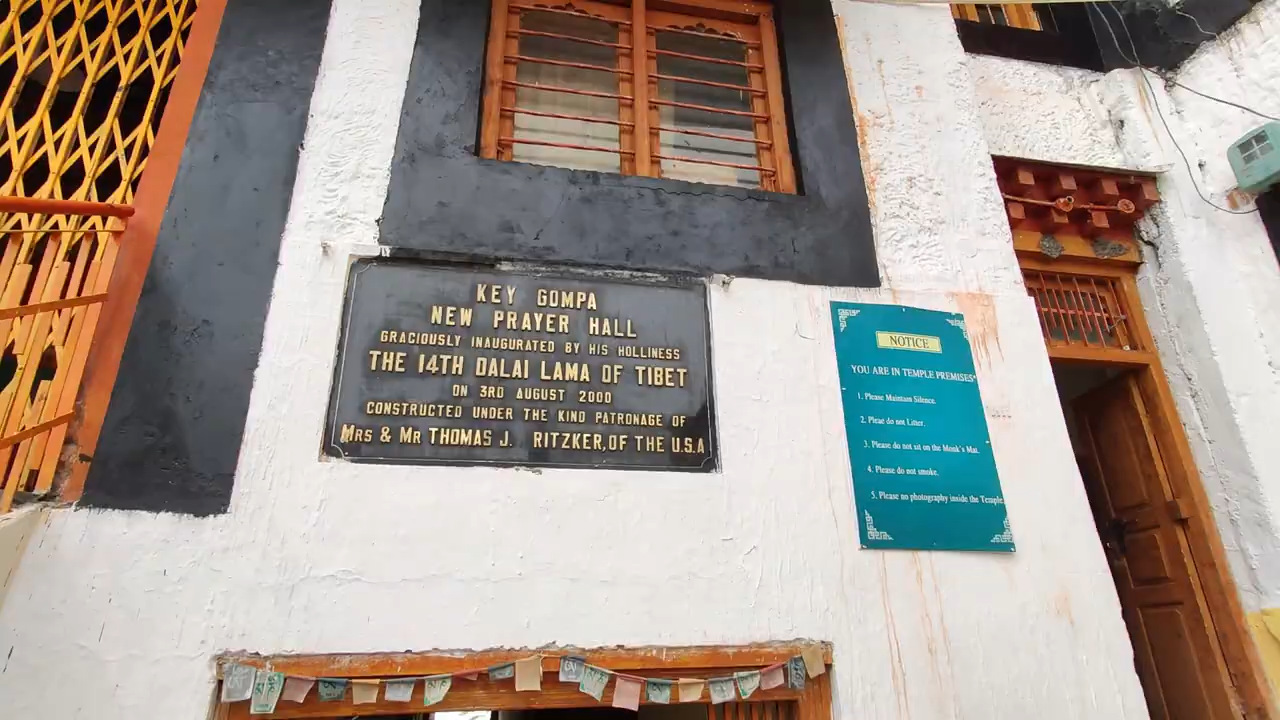 KEY GOMPA
NEW PRAYER HALL
GRACIOUSLY INAUGURATED BY HIS HOLLINESS
THE 14TH DALAI LAMA OF TIBET
ON 3RD AUGUST 2000
CONSTRUCTED UNDER THE KIND PATRONAGE OF
MRS & MR THOMAS J. RITZKER,OF THE U.S.A
NOTICE
YOU ARE IN TEMPLE PREMISES"
1. Please Maintain Silence.
2. Pleae do not Litter.
3. Please do not sit on the Monk's Mat.
4. Please do not smoke.
5. Please no photography inside the Temple